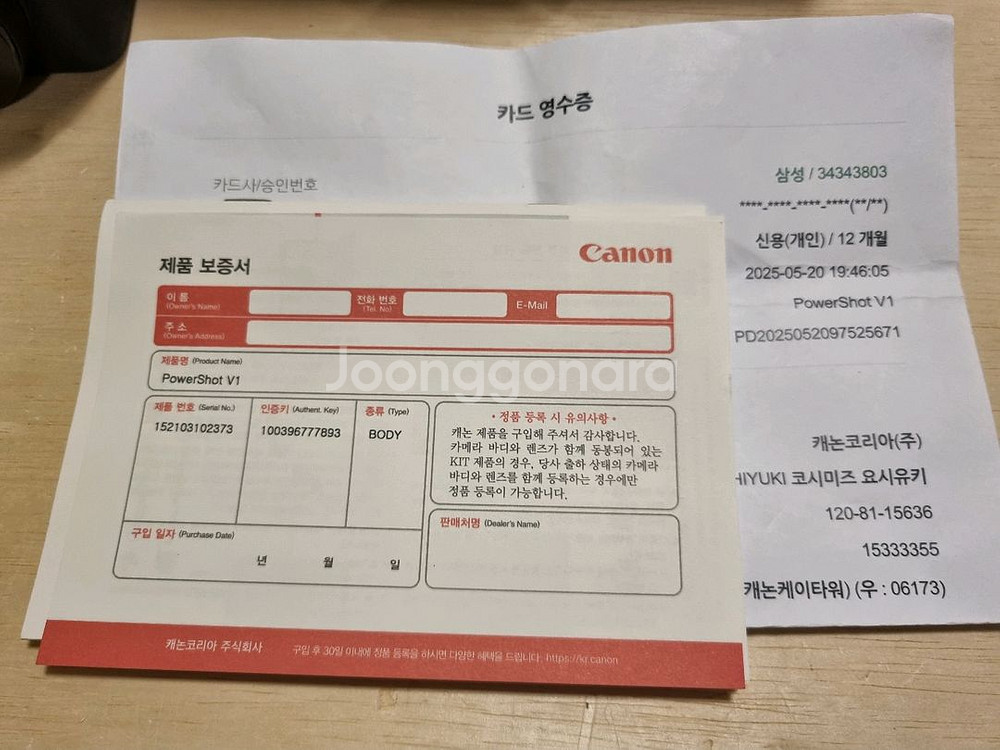 카드 영수증
카드사/승인번호
삼성 / 34343803
****-****-****-****(**/**)
신용(개인) / 12 개월
2025-05-20 19:46:05
PowerShot V1
PD2025052097525671
캐논코리아(주)
HIYUKI 코시미즈 요시유키
120-81-15636
15333355
캐논케이타워) (우 : 06173)
제품 보증서
Canon
이 름
(Owner's Name)
전화 번호
(Tel. No)
E-Mail
주 소
(Owner's Address)
제품명 (Product Name)
PowerShot V1
Joonggonara
제품 번호 (Serial No.)
152103102373
인증키 (Authent. Key)
100396777893
종류 (Type)
BODY
• 정품 등록 시 유의사항 •
캐논 제품을 구입해 주셔서 감사합니다.
카메라 바디와 렌즈가 함께 동봉되어 있는
KIT 제품의 경우, 당사 출하 상태의 카메라
바디와 렌즈를 함께 등록하는 경우에만
정품 등록이 가능합니다.
구입 일자 (Purchase Date)
년 월 일
판매처명 (Dealer's Name)
캐논코리아 주식회사
구입 후 30일 이내에 정품 등록을 하시면 다양한 혜택을 드립니다. https://kr.canon